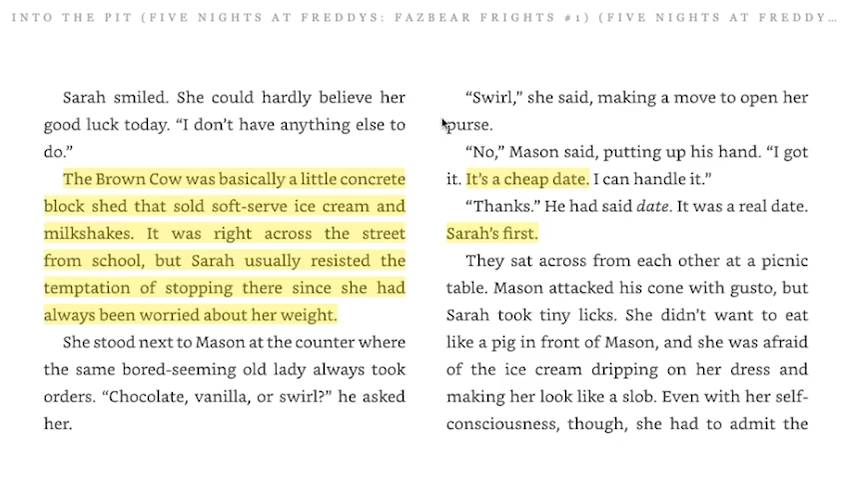 INTO THE PIT (FIVE NIGHTS AT FREDDYS: FAZBEAR FRIGHTS #1) (FIVE NIGHTS AT FREDDY...
Sarah smiled. She could hardly believe her
good luck today. “I don’t have anything else to
do.”
The Brown Cow was basically a little concrete
block shed that sold soft-serve ice cream and
milkshakes. It was right across the street
from school, but Sarah usually resisted the
temptation of stopping there since she had
always been worried about her weight.
She stood next to Mason at the counter where
the same bored-seeming old lady always took
orders. “Chocolate, vanilla, or swirl?” he asked
her.
“Swirl,” she said, making a move to open her
purse.
“No,” Mason said, putting up his hand. “I got
it. It’s a cheap date. I can handle it.”
“Thanks.” He had said date. It was a real date.
Sarah’s first.
They sat across from each other at a picnic
table. Mason attacked his cone with gusto, but
Sarah took tiny licks. She didn’t want to eat
like a pig in front of Mason, and she was afraid
of the ice cream dripping on her dress and
making her look like a slob. Even with her self-
consciousness, though, she had to admit the